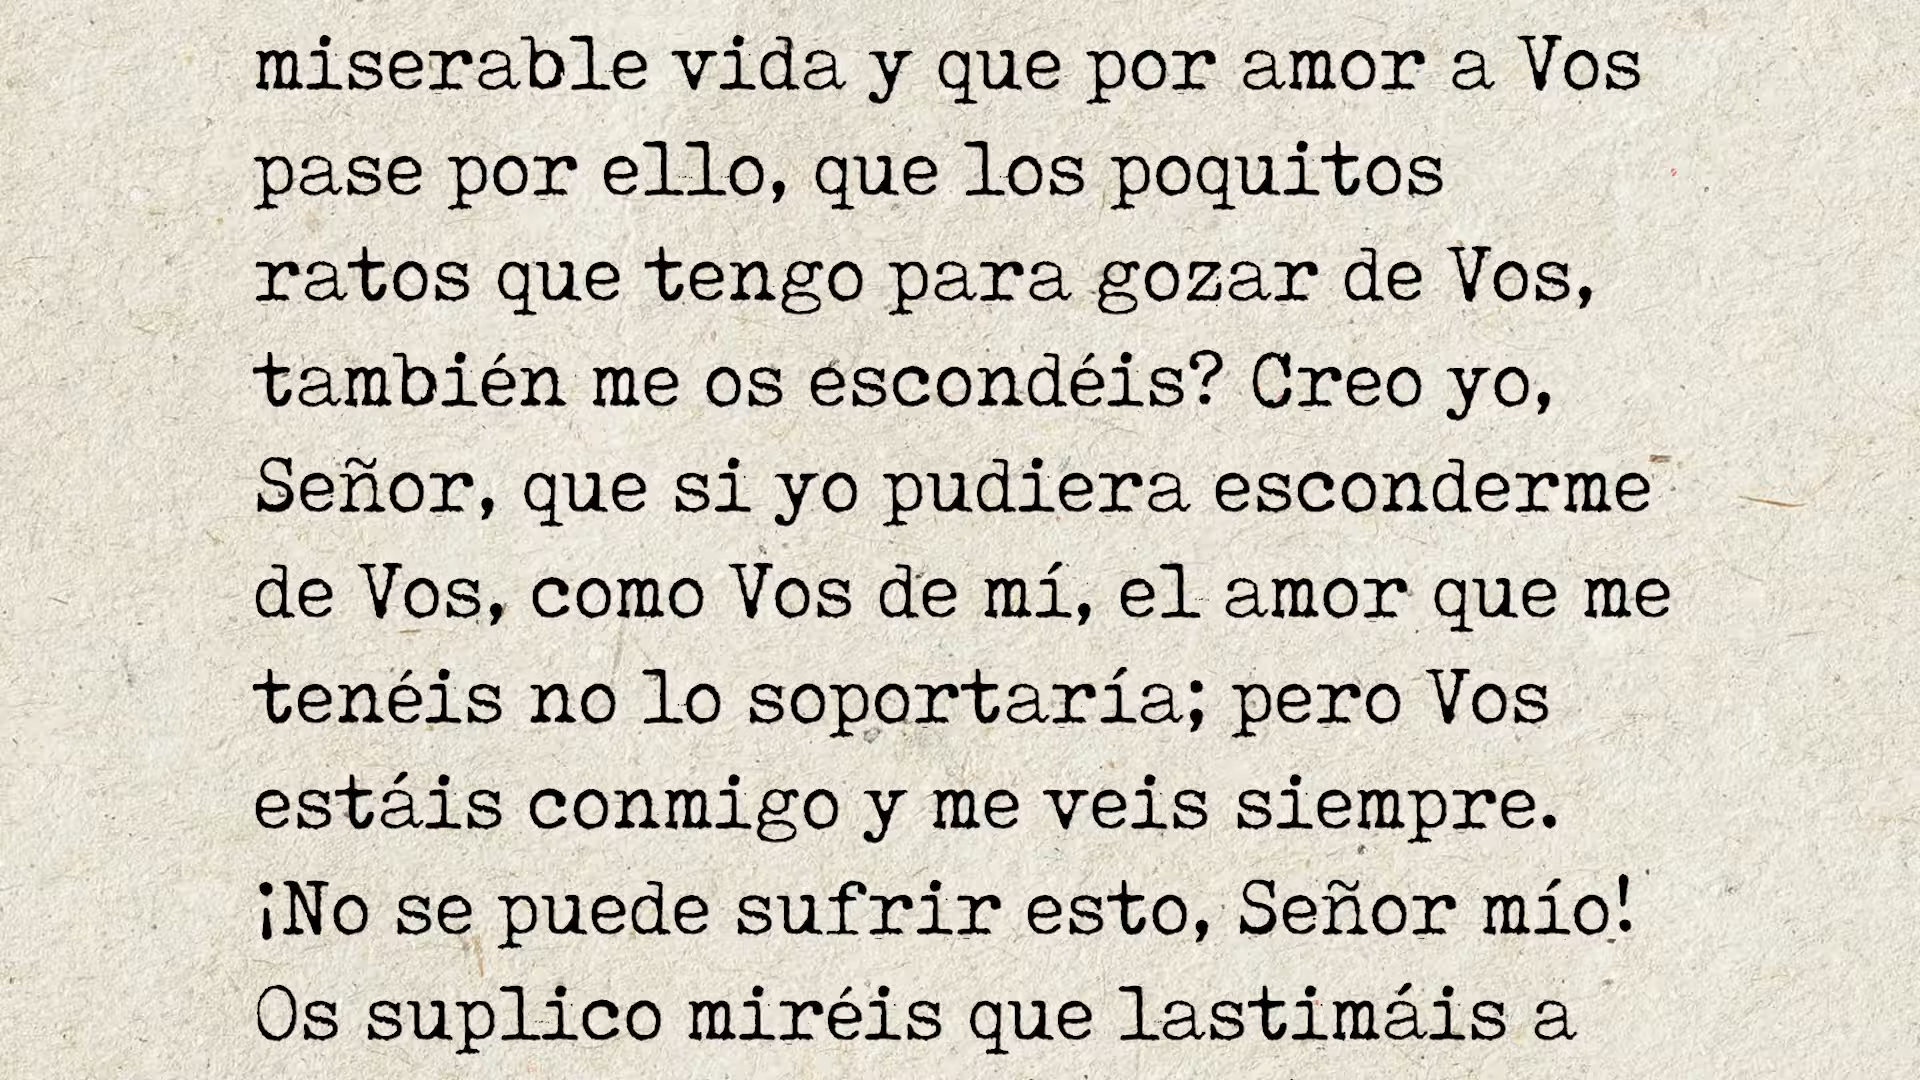 miserable vida y que por amor a Vos
pase por ello, que los poquitos
ratos que tengo para gozar de Vos,
también me os escondéis? Creo yo,
Señor, que si yo pudiera esconderme
de Vos, como Vos de mí, el amor que me
tenéis no lo soportaría; pero Vos
estáis conmigo y me veis siempre.
¡No se puede sufrir esto, Señor mío!
Os suplico miréis que lastimáis a